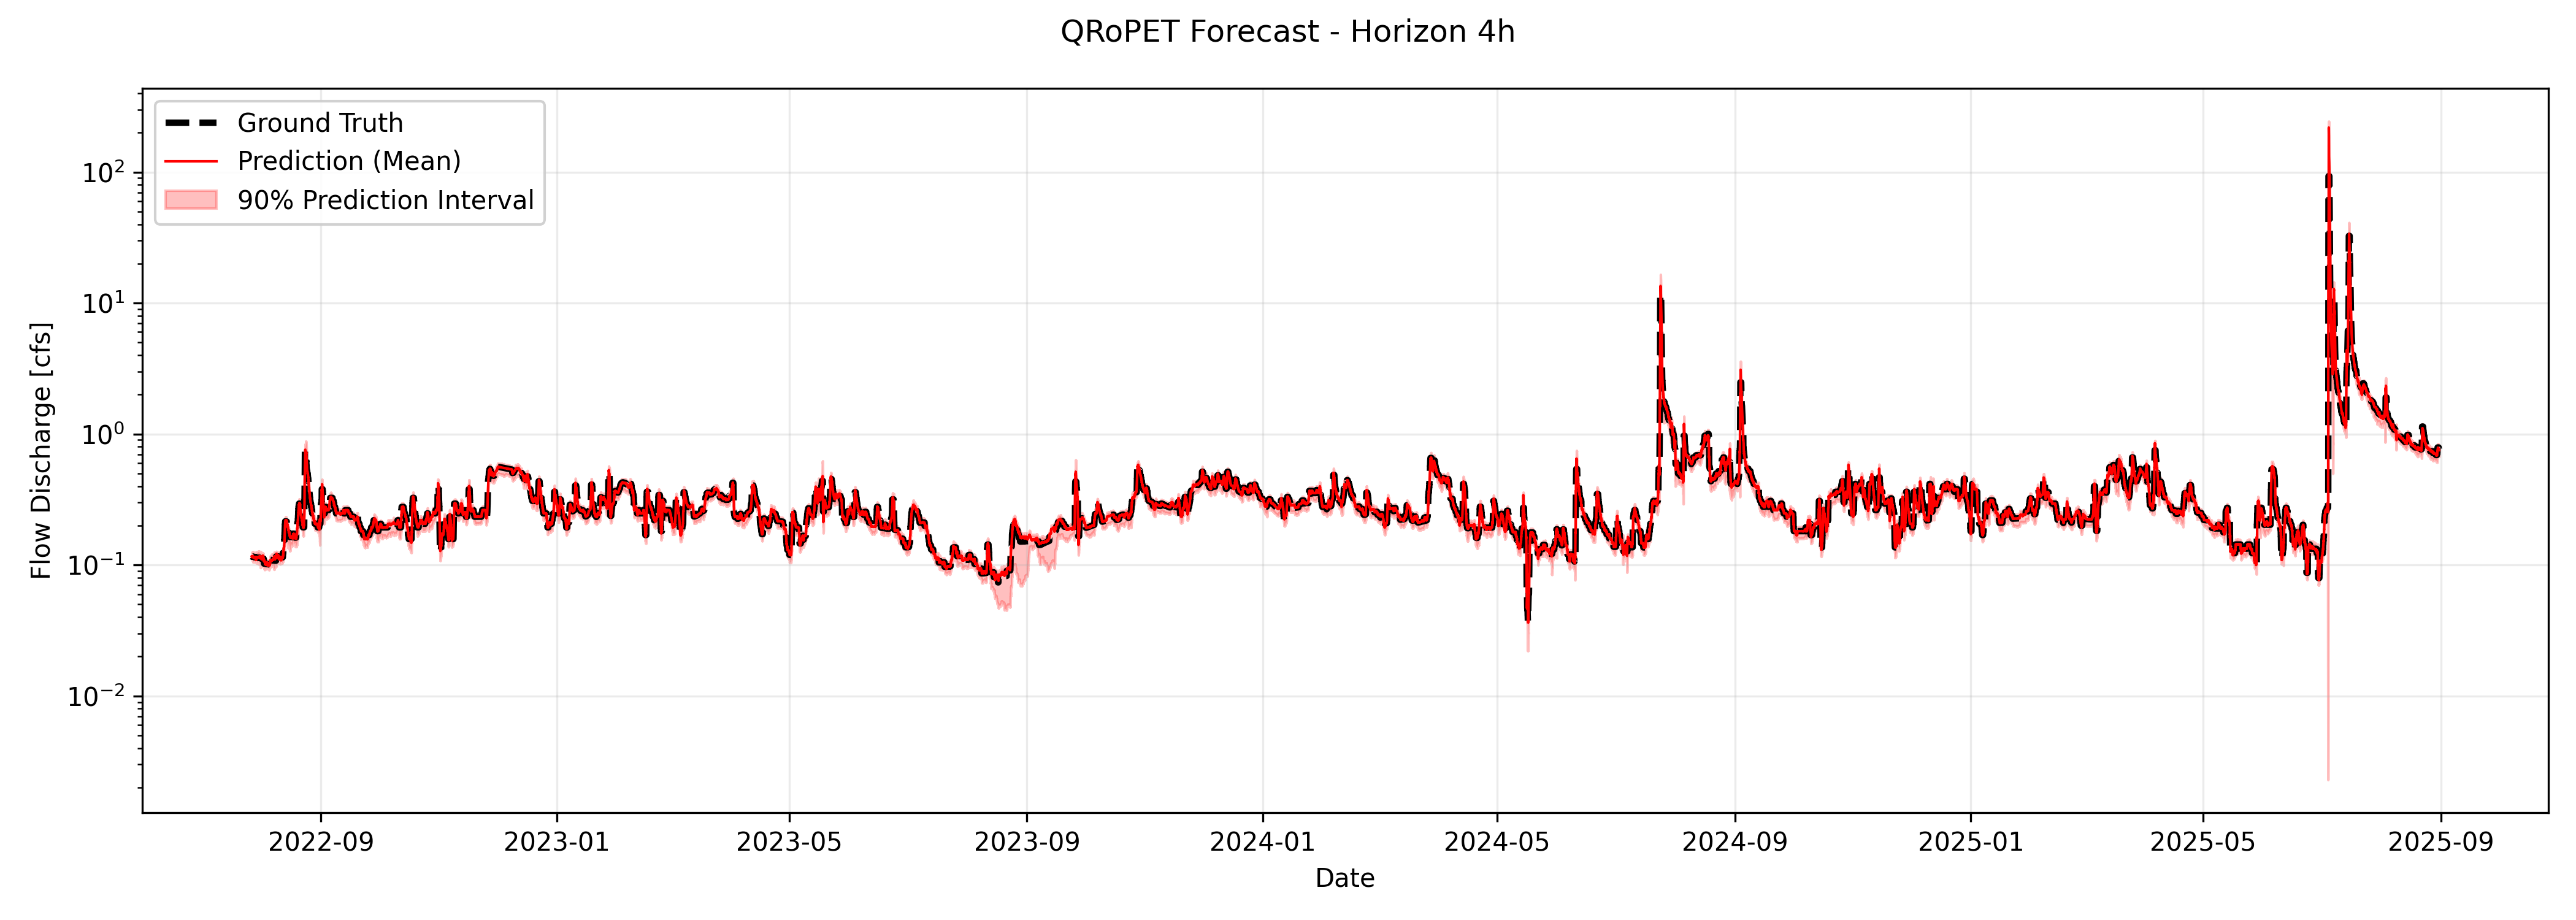 QRoPET Forecast - Horizon 4h
Ground Truth
Prediction (Mean)
90% Prediction Interval
Flow Discharge [cfs]
10²
10¹
10⁰
10⁻¹
10⁻²
2022-09 2023-01 2023-05 2023-09 2024-01 2024-05 2024-09 2025-01 2025-05 2025-09
Date